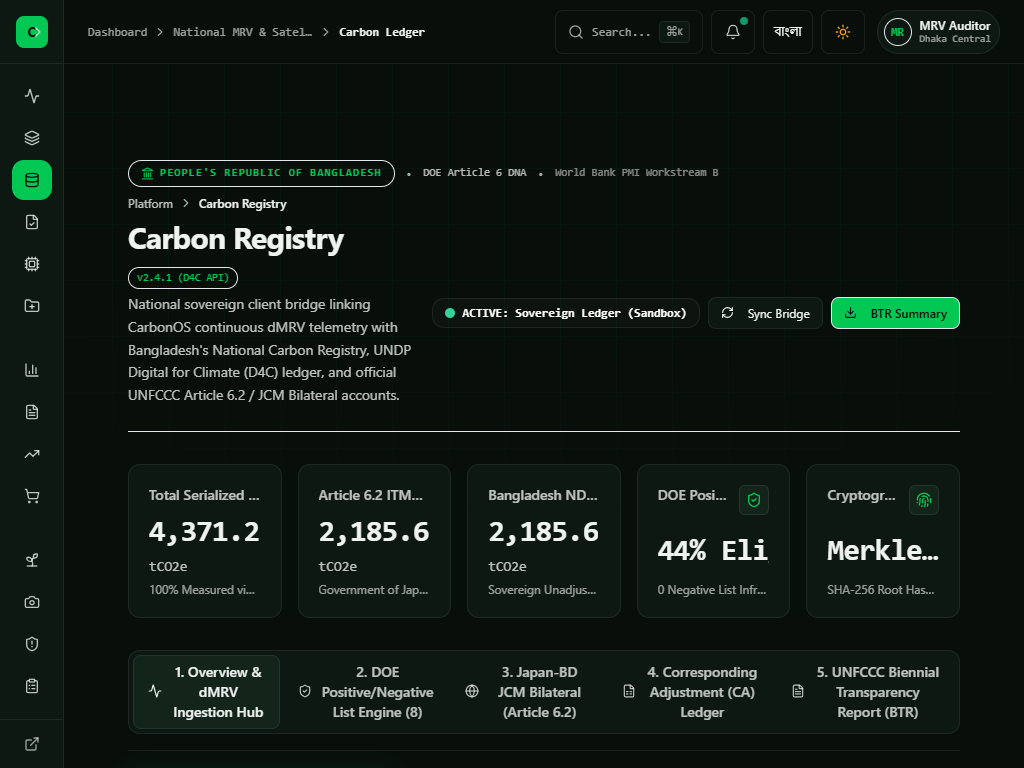 Dashboard > National MRV & Satel… > Carbon Ledger
Search... ⌘K
বাংলা
MR
MRV Auditor
Dhaka Central
PEOPLE'S REPUBLIC OF BANGLADESH • DOE Article 6 DNA • World Bank PMI Workstream B
Platform > Carbon Registry
Carbon Registry
v2.4.1 (D4C API)
National sovereign client bridge linking
CarbonOS continuous dMRV telemetry with
Bangladesh's National Carbon Registry, UNDP
Digital for Climate (D4C) ledger, and official
UNFCCC Article 6.2 / JCM Bilateral accounts.
ACTIVE: Sovereign Ledger (Sandbox)
Sync Bridge
BTR Summary
Total Serialized ...
4,371.2
tCO2e
100% Measured vi...
Article 6.2 ITM...
2,185.6
tCO2e
Government of Jap...
Bangladesh ND...
2,185.6
tCO2e
Sovereign Unadjus...
DOE Posi...
44% Eli
0 Negative List Infr...
Cryptogr...
Merkle…
SHA-256 Root Has...
1. Overview &
dMRV
Ingestion Hub
2. DOE
Positive/Negative
List Engine (8)
3. Japan-BD
JCM Bilateral
(Article 6.2)
4. Corresponding
Adjustment (CA)
Ledger
5. UNFCCC Biennial
Transparency
Report (BTR)